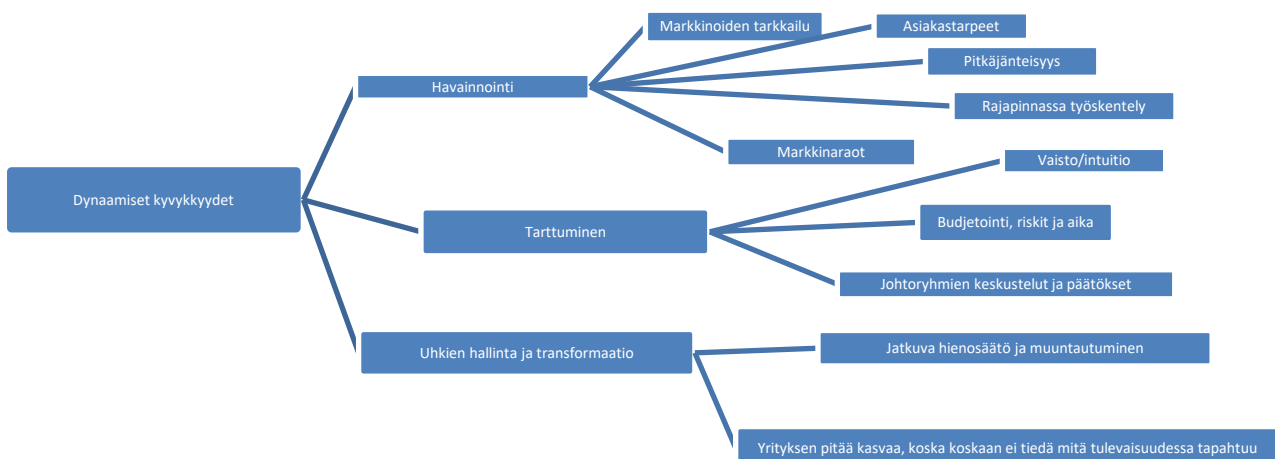 Markkinoiden tarkkailu
Asiakastarpeet
Pitkäjänteisyys
Havainnointi
Rajapinnassa työskentely
Markkinaraot
Vaisto/intuitio
Dynaamiset kyvykkyydet
Budjetointi, riskit ja aika
Tarttuminen
Johtoryhmien keskustelut ja päätökset
Uhkien hallinta ja transformaatio
Jatkuva hienosäätö ja muuntautuminen
Yrityksen pitää kasvaa, koska koskaan ei tiedä mitä tulevaisuudessa tapahtuu